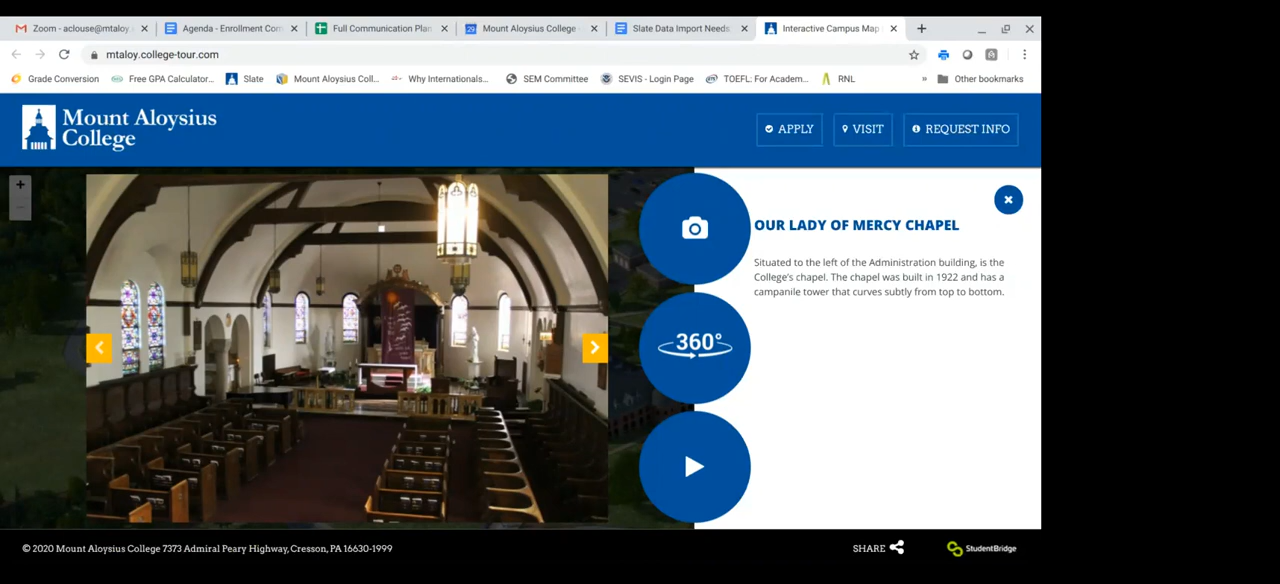 Zoom - aclouse@mtaloy
Agenda - Enrollment Com
Full Communication Plan
Mount Aloysius College
Slate Data Import Needs
Interactive Campus Map
mtaloy.college-tour.com
Grade Conversion
Free GPA Calculator...
Slate
Mount Aloysius Coll...
Why Internationals...
SEM Committee
SEVIS - Login Page
TOEFL: For Academ...
RNL
» Other bookmarks
Mount Aloysius
College
APPLY
VISIT
REQUEST INFO
OUR LADY OF MERCY CHAPEL
Situated to the left of the Administration building, is the
College's chapel. The chapel was built in 1922 and has a
campanile tower that curves subtly from top to bottom.
360°
© 2020 Mount Aloysius College 7373 Admiral Peary Highway, Cresson, PA 16630-1999
SHARE
StudentBridge